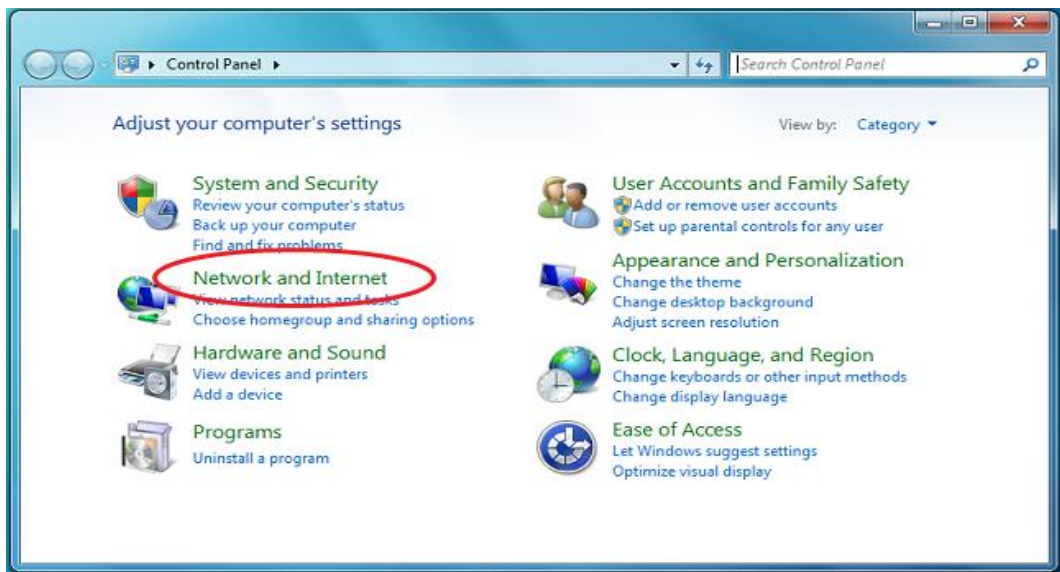 Control Panel
Search Control Panel
Adjust your computer's settings
View by: Category
System and Security
Review your computer's status
Back up your computer
Find and fix problems
Network and Internet
View network status and tasks
Choose homegroup and sharing options
Hardware and Sound
View devices and printers
Add a device
Programs
Uninstall a program
User Accounts and Family Safety
Add or remove user accounts
Set up parental controls for any user
Appearance and Personalization
Change the theme
Change desktop background
Adjust screen resolution
Clock, Language, and Region
Change keyboards or other input methods
Change display language
Ease of Access
Let Windows suggest settings
Optimize visual display